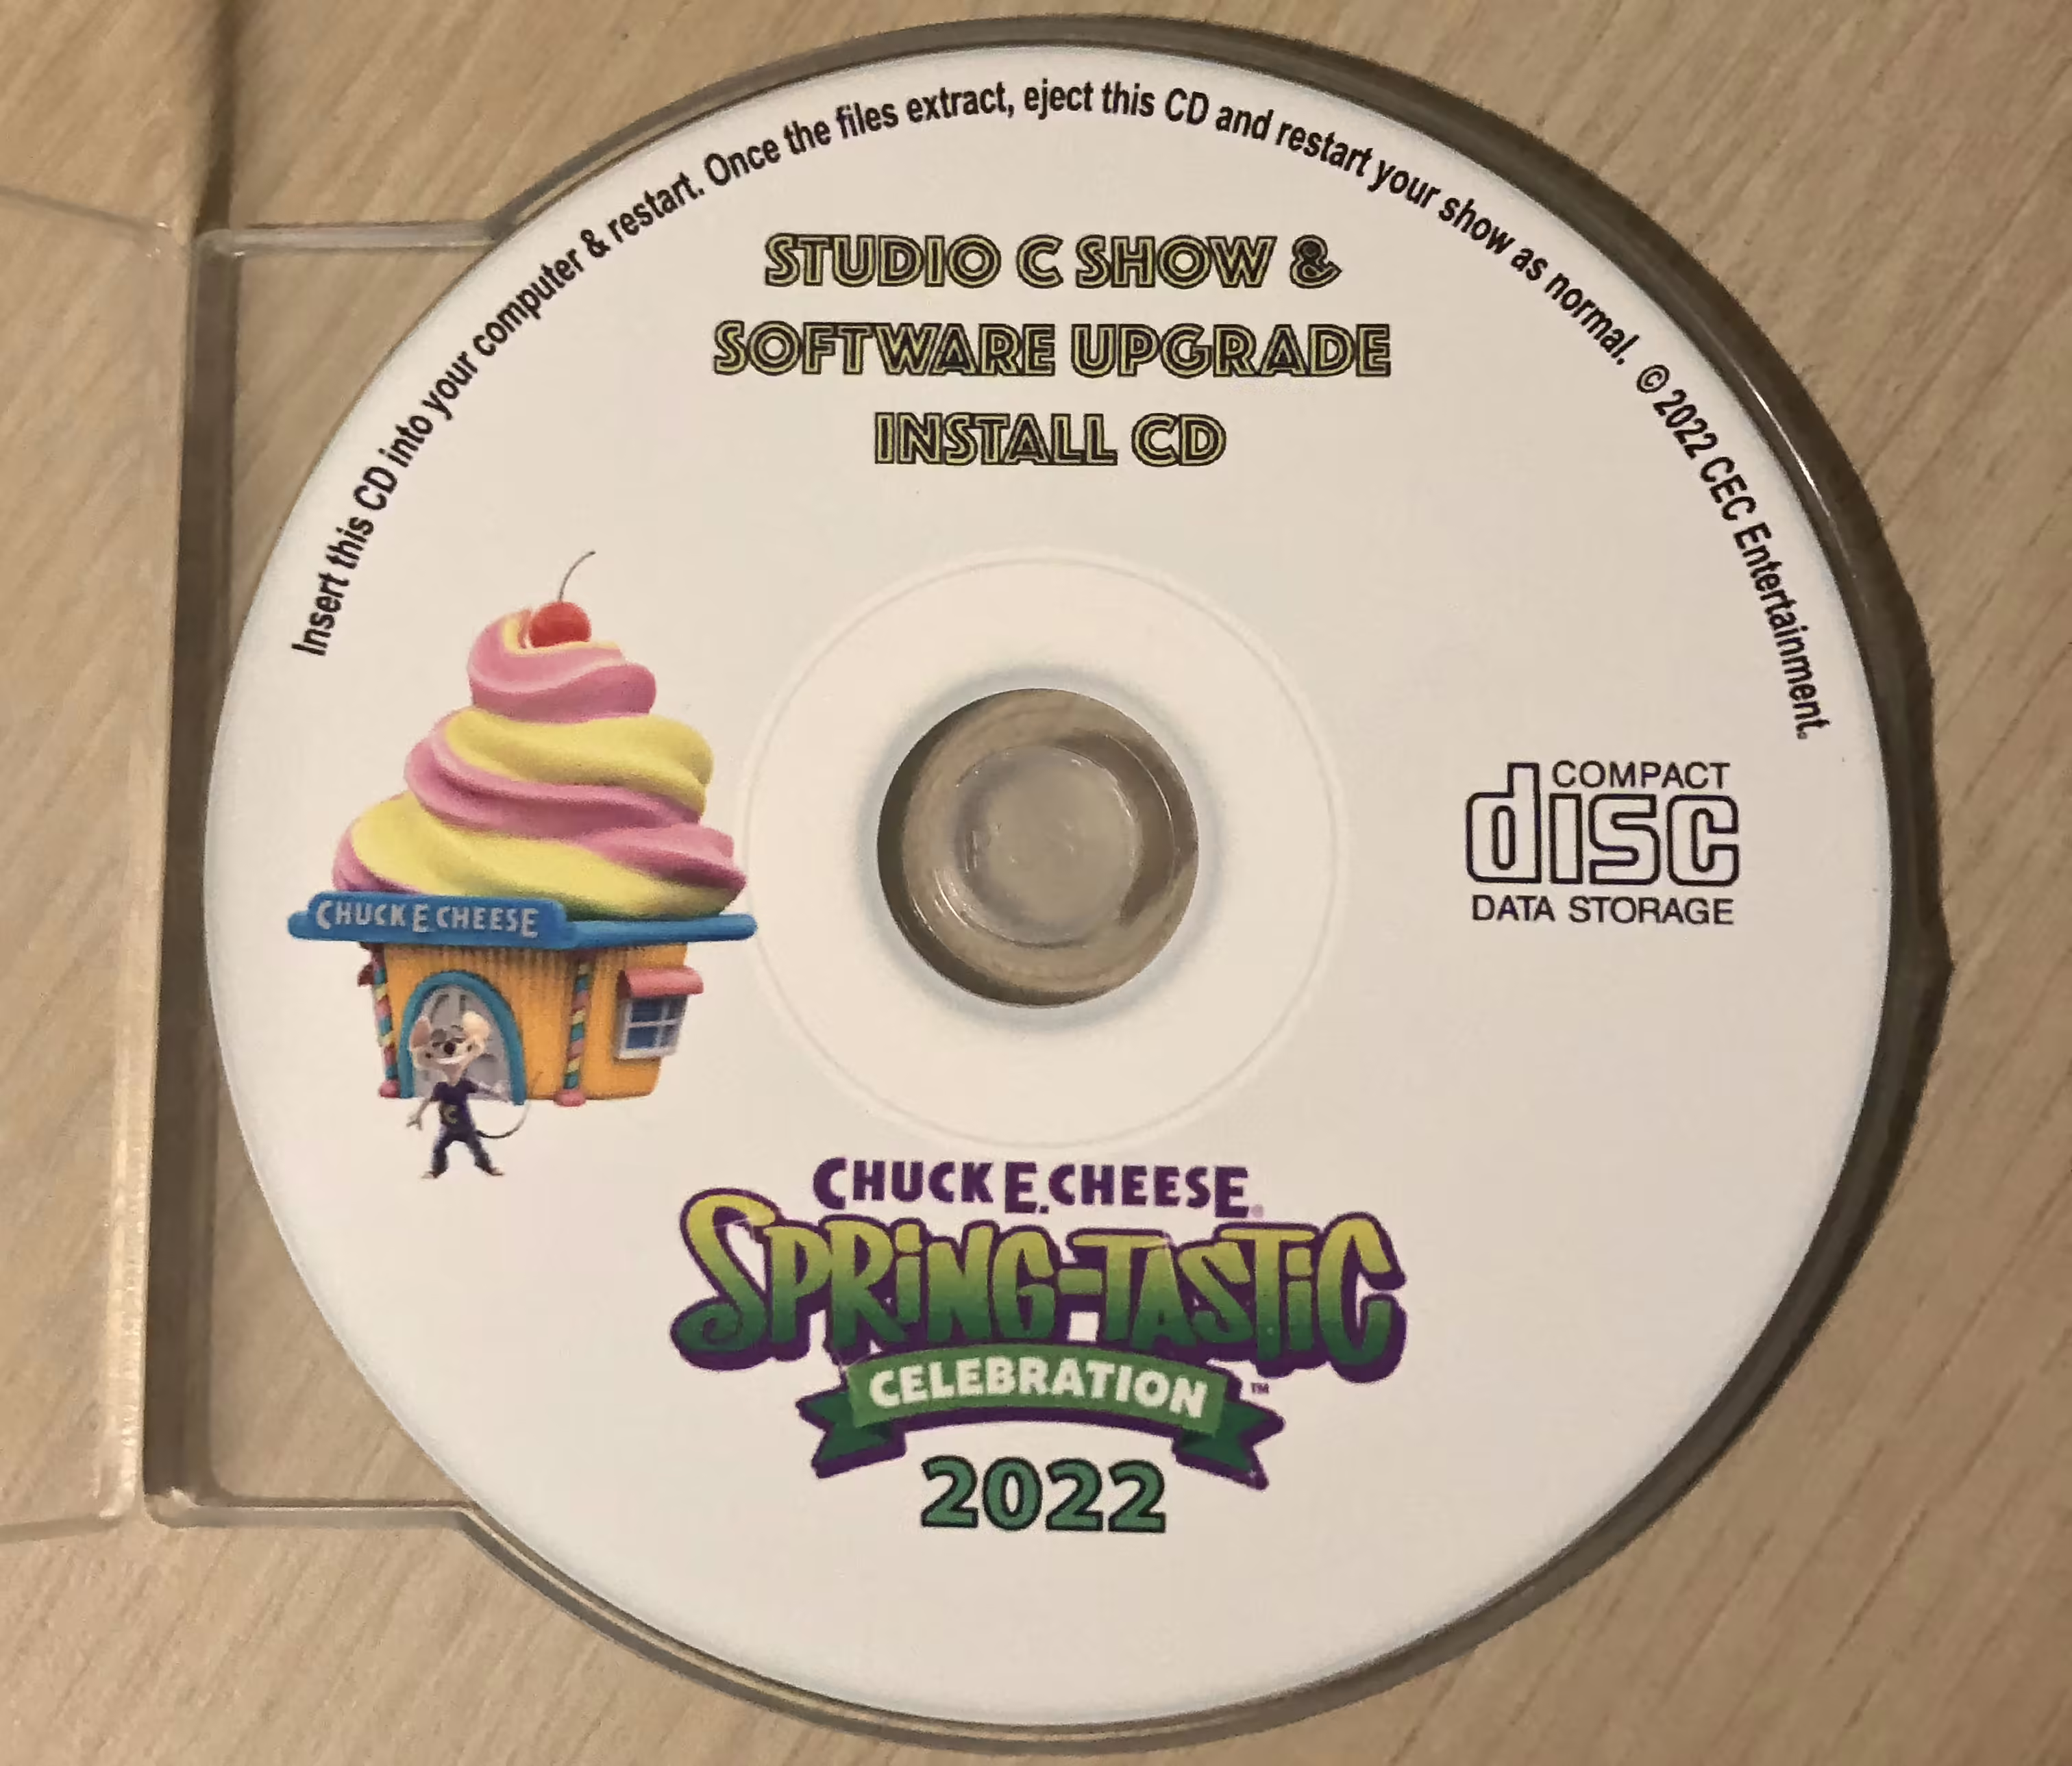 Insert this CD into your computer & restart. Once the files extract, eject this CD and restart your show as normal. © 2022 CEC Entertainment.
STUDIO C SHOW &
SOFTWARE UPGRADE
INSTALL CD
CHUCK E CHEESE
C
COMPACT
disc
DATA STORAGE
CHUCK E. CHEESE®
SPRiNG-TASTiC
CELEBRATION™
2022